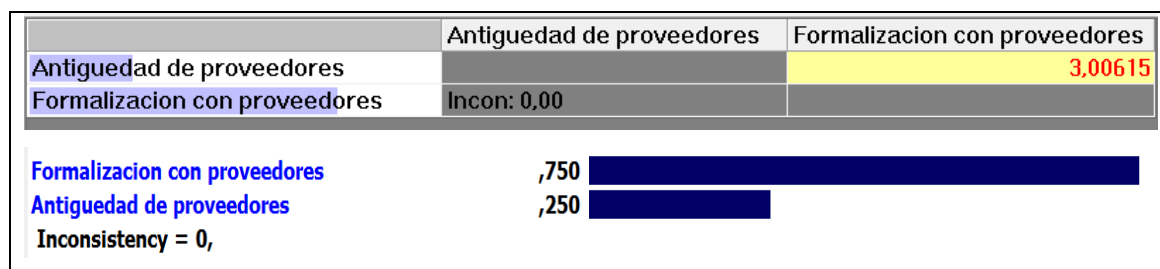 Antiguedad de proveedores Formalizacion con proveedores
Antiguedad de proveedores 3,00615
Formalizacion con proveedores Incon: 0,00
Formalizacion con proveedores ,750
Antiguedad de proveedores ,250
Inconsistency = 0,